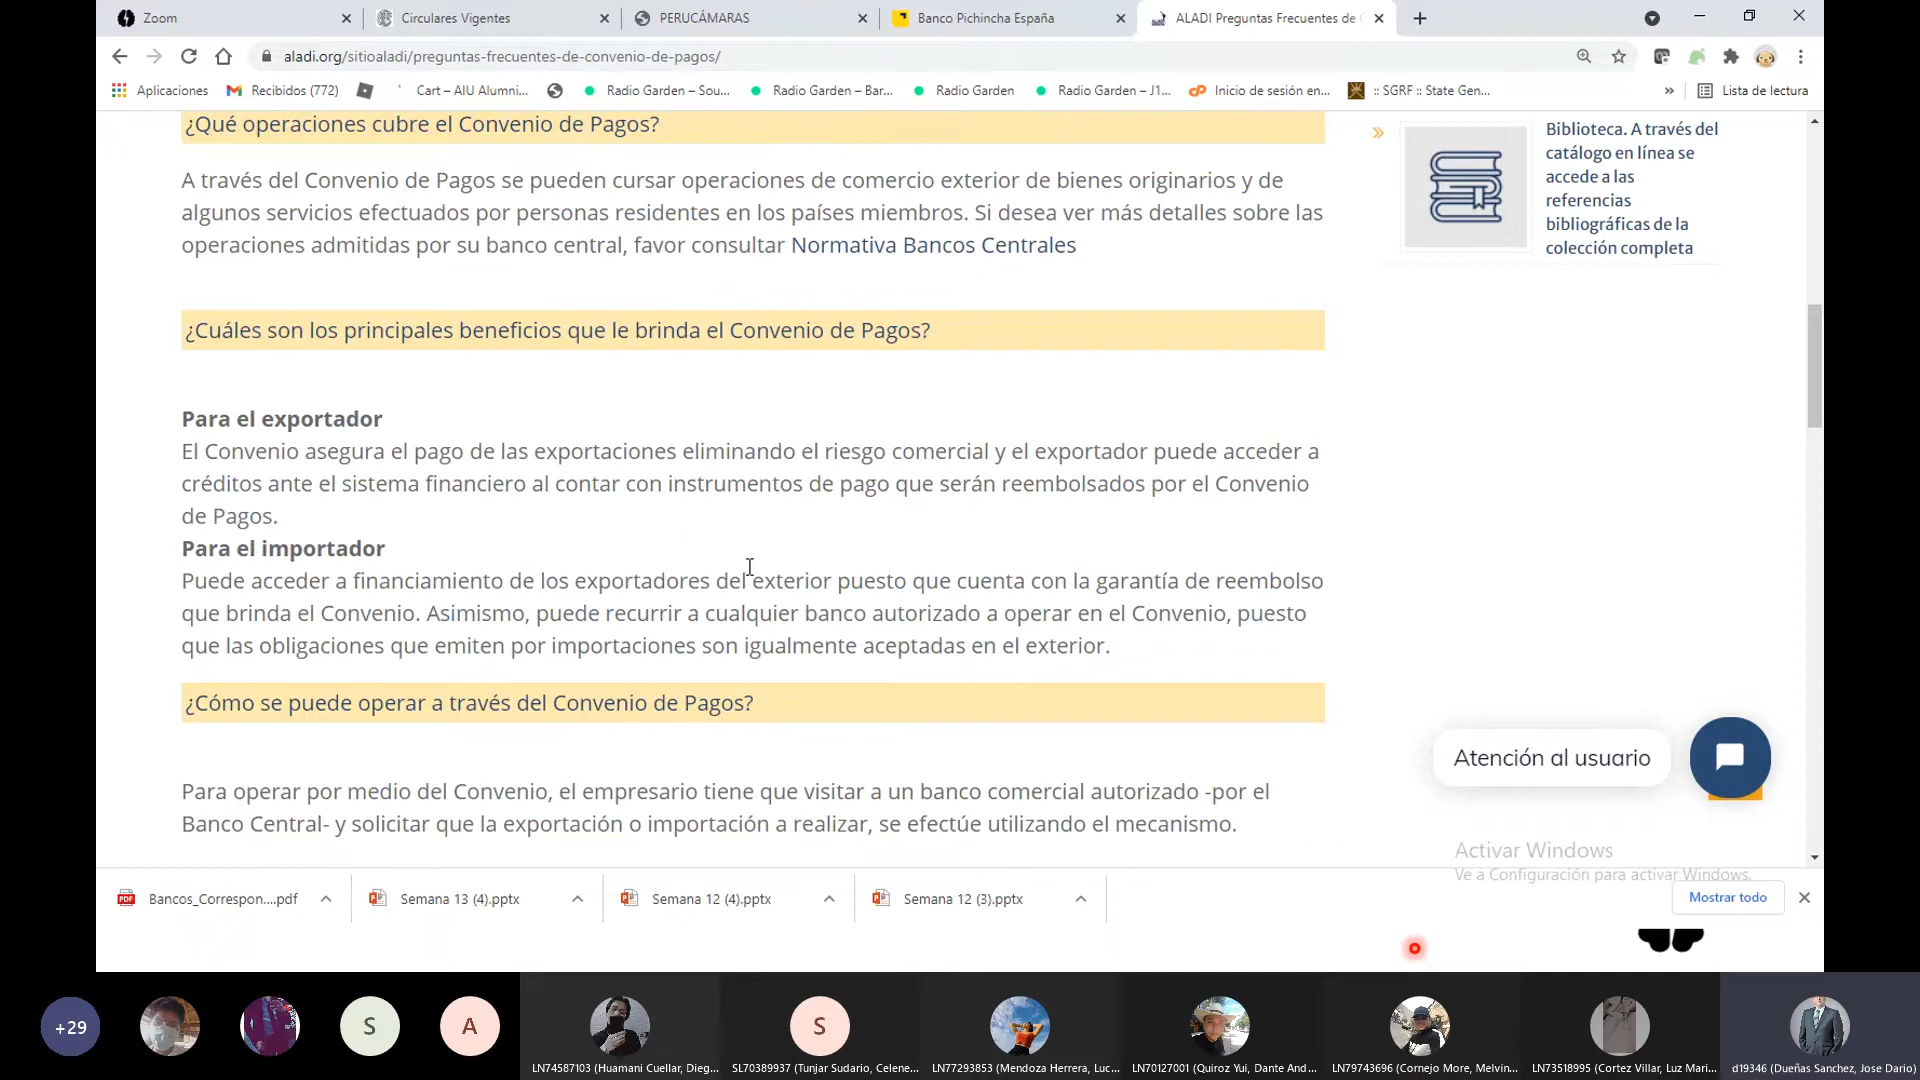 Zoom
Circulares Vigentes
PERUCÁMARAS
Banco Pichincha España
ALADI Preguntas Frecuentes de
aladi.org/sitioaladi/preguntas-frecuentes-de-convenio-de-pagos/
Aplicaciones
Recibidos (772)
Cart – AIU Alumni...
Radio Garden – Sou...
Radio Garden – Bar...
Radio Garden
Radio Garden – J1...
Inicio de sesión en...
:: SGRF :: State Gen...
»
Lista de lectura
¿Qué operaciones cubre el Convenio de Pagos?
A través del Convenio de Pagos se pueden cursar operaciones de comercio exterior de bienes originarios y de
algunos servicios efectuados por personas residentes en los países miembros. Si desea ver más detalles sobre las
operaciones admitidas por su banco central, favor consultar Normativa Bancos Centrales
Biblioteca. A través del
catálogo en línea se
accede a las
referencias
bibliográficas de la
colección completa
¿Cuáles son los principales beneficios que le brinda el Convenio de Pagos?
Para el exportador
El Convenio asegura el pago de las exportaciones eliminando el riesgo comercial y el exportador puede acceder a
créditos ante el sistema financiero al contar con instrumentos de pago que serán reembolsados por el Convenio
de Pagos.
Para el importador
Puede acceder a financiamiento de los exportadores del exterior puesto que cuenta con la garantía de reembolso
que brinda el Convenio. Asimismo, puede recurrir a cualquier banco autorizado a operar en el Convenio, puesto
que las obligaciones que emiten por importaciones son igualmente aceptadas en el exterior.
¿Cómo se puede operar a través del Convenio de Pagos?
Para operar por medio del Convenio, el empresario tiene que visitar a un banco comercial autorizado -por el
Banco Central- y solicitar que la exportación o importación a realizar, se efectúe utilizando el mecanismo.
Atención al usuario
Activar Windows
Ve a Configuración para activar Windows.
Bancos_Correspon....pdf
Semana 13 (4).pptx
Semana 12 (4).pptx
Semana 12 (3).pptx
Mostrar todo
+29
S
A
S
LN74587103 (Huamani Cuellar, Dieg...
SL70389937 (Tunjar Sudario, Celene...
LN77293853 (Mendoza Herrera, Luc...
LN70127001 (Quiroz Yui, Dante And...
LN79743696 (Cornejo More, Melvin...
LN73518995 (Cortez Villar, Luz Mari...
d19346 (Dueñas Sanchez, Jose Dario)